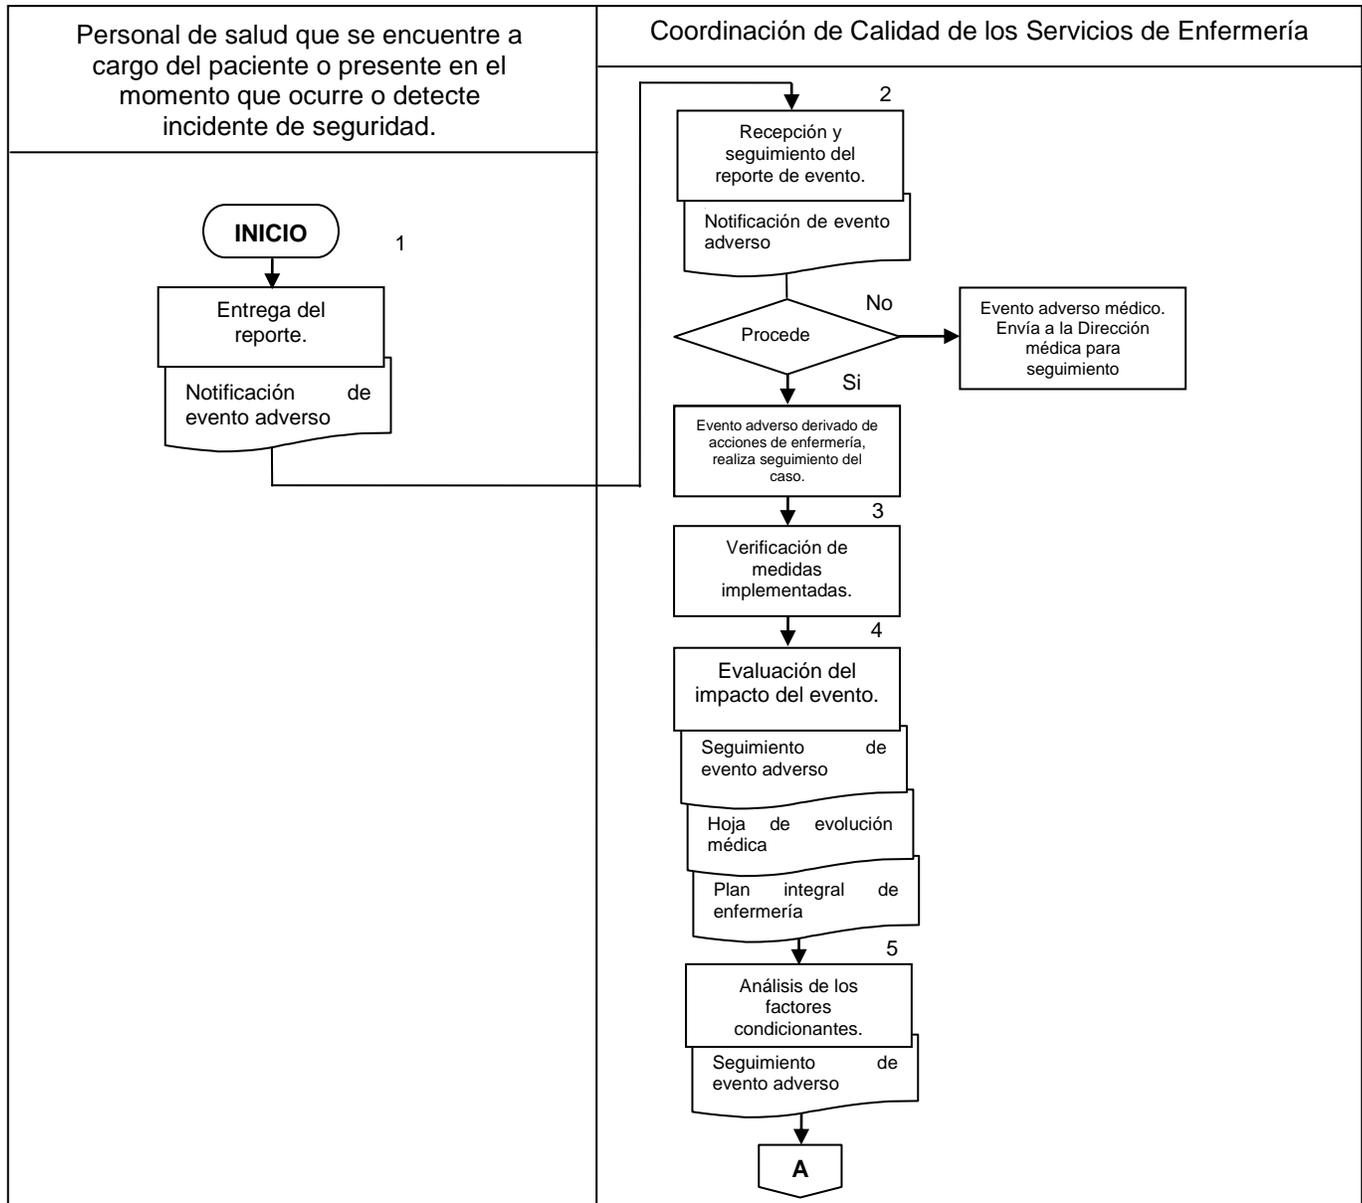 Personal de salud que se encuentre a
cargo del paciente o presente en el
momento que ocurre o detecte
incidente de seguridad.
Coordinación de Calidad de los Servicios de Enfermería
INICIO
1
Entrega del
reporte.
Notificación de
evento adverso
2
Recepción y
seguimiento del
reporte de evento.
Notificación de evento
adverso
Procede
No
Evento adverso médico.
Envía a la Dirección
médica para
seguimiento
Si
Evento adverso derivado de
acciones de enfermería,
realiza seguimiento del
caso.
3
Verificación de
medidas
implementadas.
4
Evaluación del
impacto del evento.
Seguimiento de
evento adverso
Hoja de evolución
médica
Plan integral de
enfermería
5
Análisis de los
factores
condicionantes.
Seguimiento de
evento adverso
A